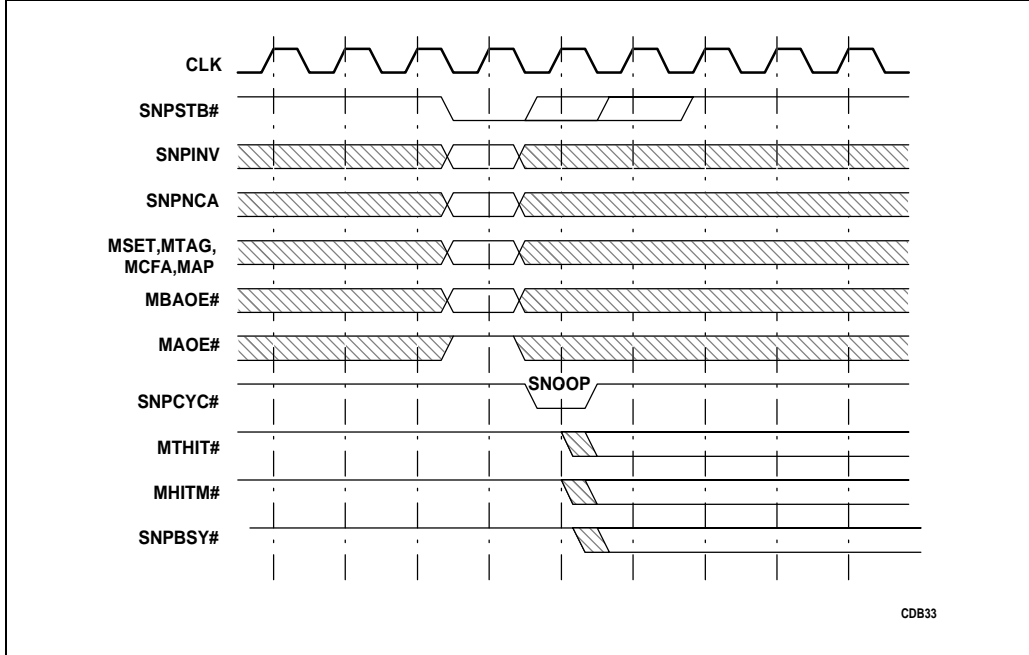 CLK
SNPSTB#
SNPINV
SNPNCA
MSET,MTAG,
MCFA,MAP
MBAOE#
MAOE#
SNOOP
SNPCYC#
MTHIT#
MHITM#
SNPBSY#
CDB33